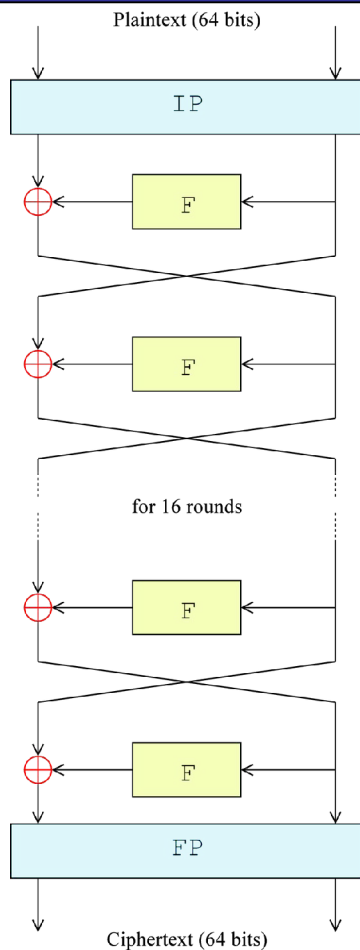 Plaintext (64 bits)
IP
F
F
for 16 rounds
F
F
FP
Ciphertext (64 bits)